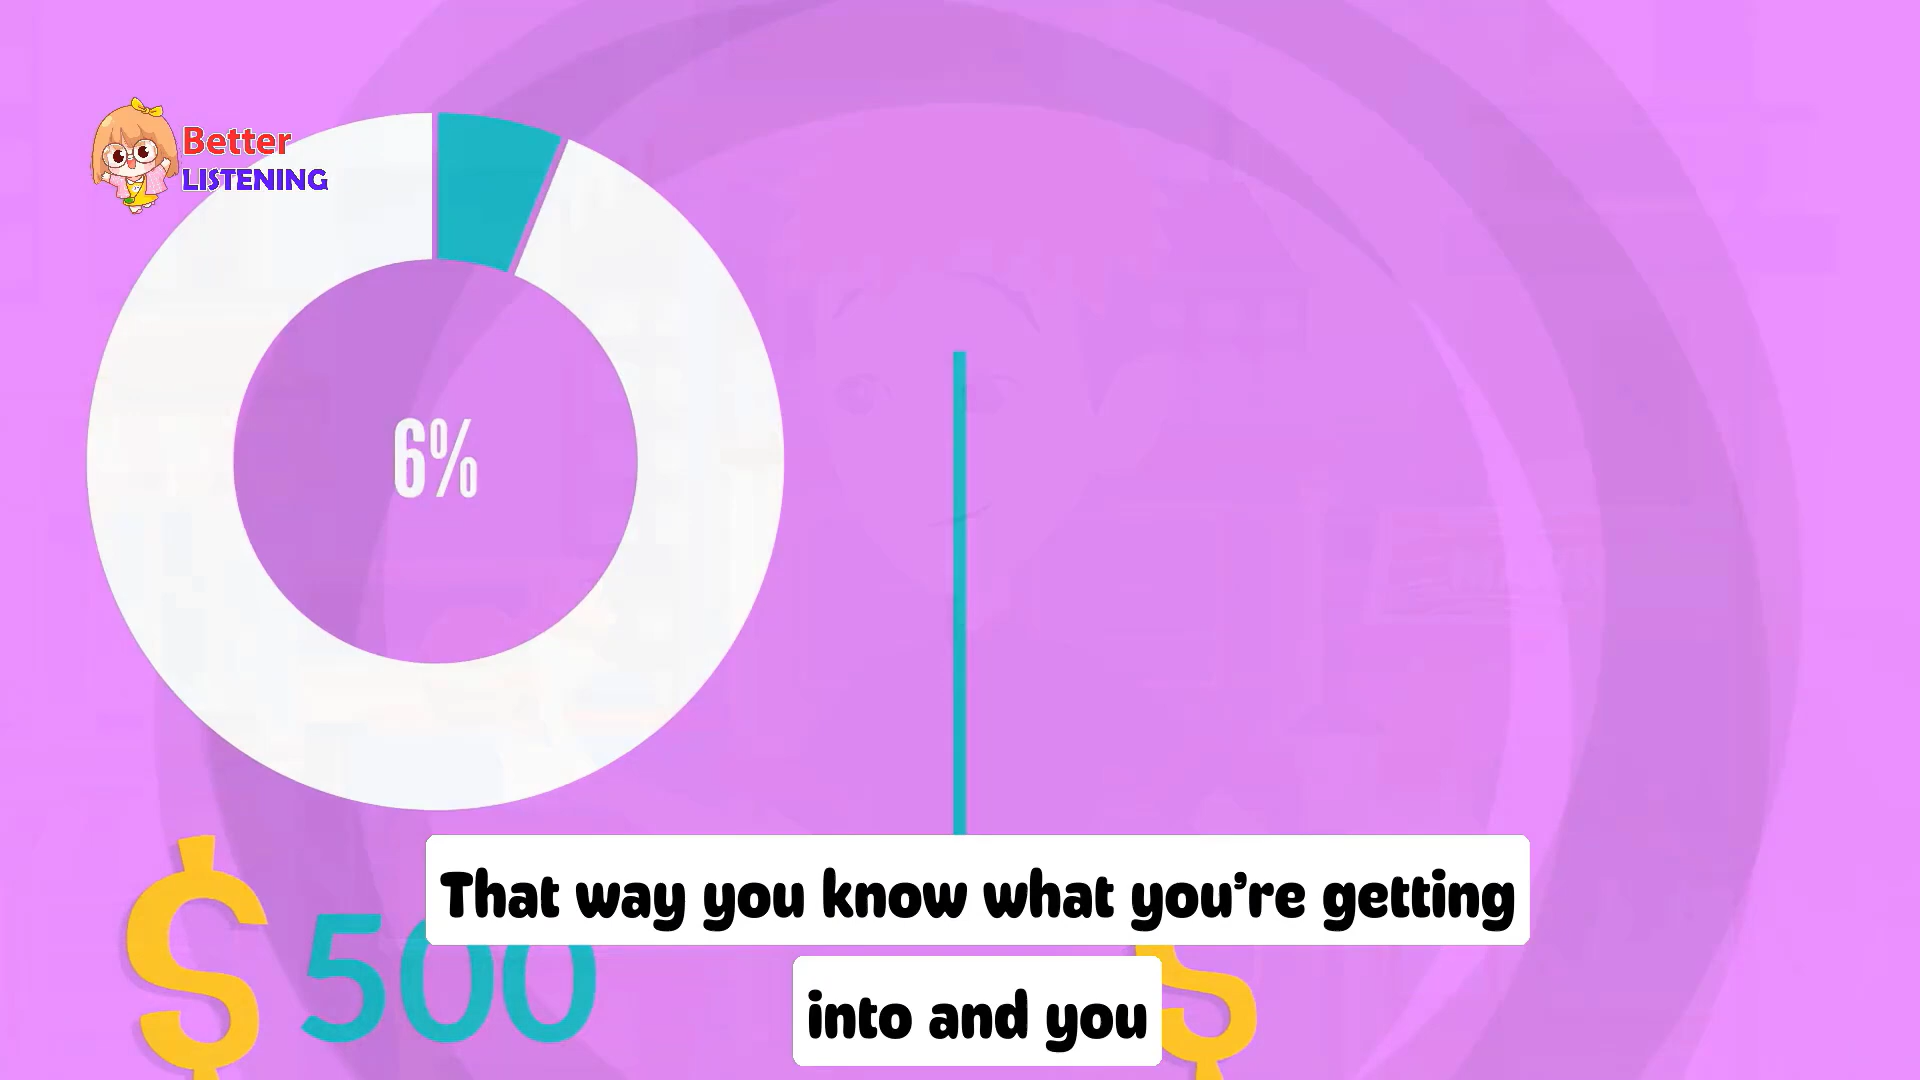 Better
LISTENING
6%
$500
$
That way you know what you're getting
into and you